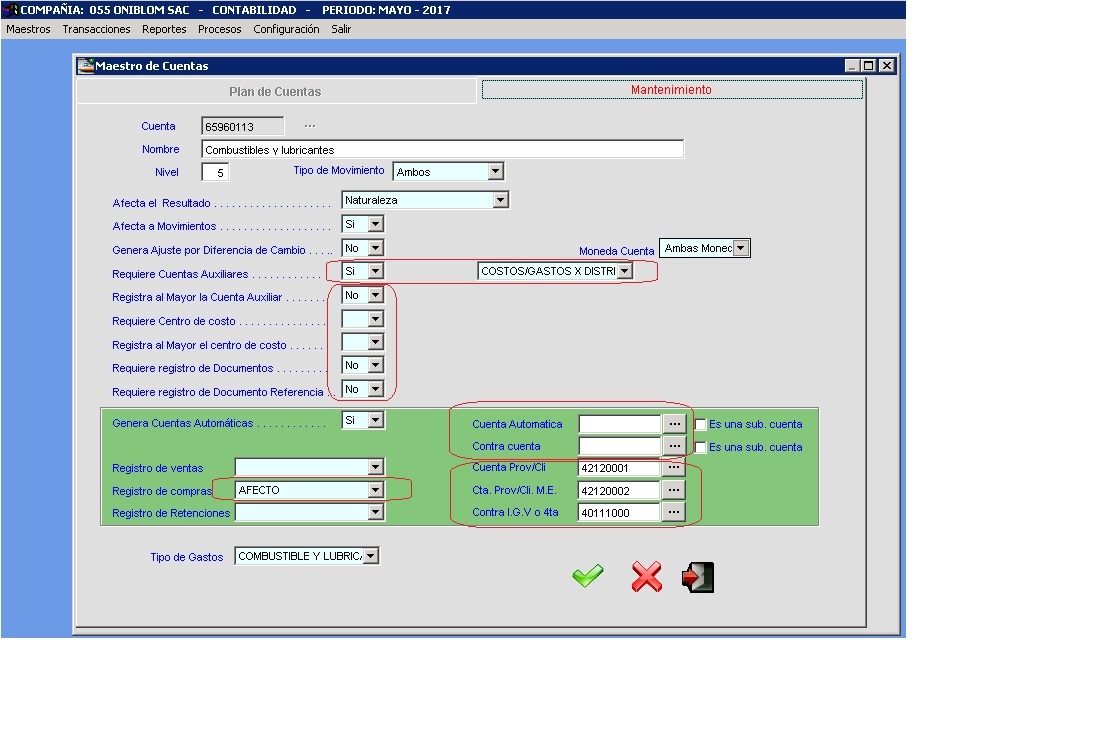 COMPAÑIA: 055 ONIBLOM SAC - CONTABILIDAD - PERIODO: MAYO - 2017
Maestros Transacciones Reportes Procesos Configuración Salir
Maestro de Cuentas
Plan de Cuentas Mantenimiento
Cuenta 65960113 ...
Nombre Combustibles y lubricantes
Nivel 5 Tipo de Movimiento Ambos
Afecta el Resultado . . . . . . . . . . . . . . . . . . . . Naturaleza
Afecta a Movimientos . . . . . . . . . . . . . . . . . . . Si
Genera Ajuste por Diferencia de Cambio . . . . . No Moneda Cuenta Ambas Monec
Requiere Cuentas Auxiliares . . . . . . . . . . . . Si COSTOS/GASTOS X DISTRI
Registra al Mayor la Cuenta Auxiliar . . . . . . . No
Requiere Centro de costo . . . . . . . . . . . . . . .
Registra al Mayor el centro de costo . . . . . .
Requiere registro de Documentos . . . . . . . . . No
Requiere registro de Documento Referencia . . No
Genera Cuentas Automáticas . . . . . . . . . . . . Si Cuenta Automatica ... Es una sub. cuenta
Contra cuenta ... Es una sub. cuenta
Registro de ventas Cuenta Prov/Cli 42120001 ...
Registro de compras AFECTO Cta. Prov/Cli. M.E. 42120002 ...
Registro de Retenciones Contra I.G.V o 4ta 40111000 ...
Tipo de Gastos COMBUSTIBLE Y LUBRIC